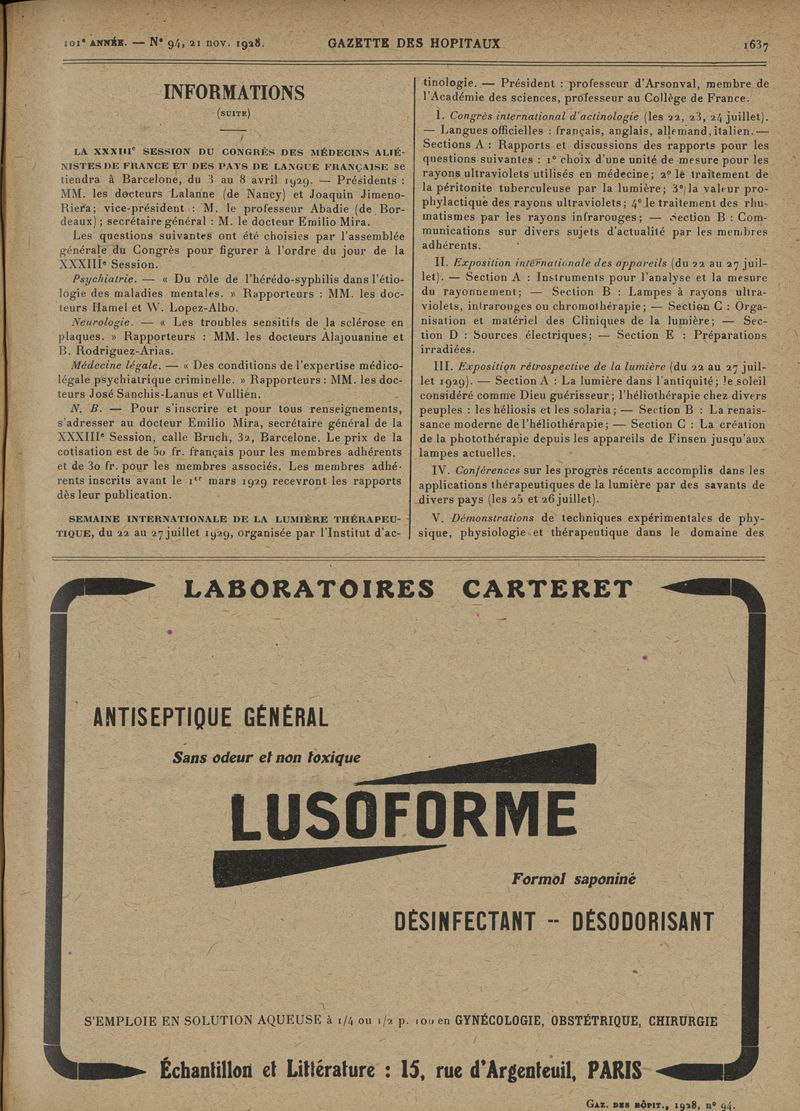 101ᵉ ANNÉE. — Nº 94, 21 NOV. 1928.
GAZETTE DES HOPITAUX
1637
INFORMATIONS
(SUITE)
LA XXXIIIᵉ SESSION DU CONGRÈS DES MÉDECINS ALIÉ-
NISTES DE FRANCE ET DES PAYS DE LANGUE FRANÇAISE se
tiendra à Barcelone, du 3 au 8 avril 1929. — Présidents :
MM. les docteurs Lalanne (de Nancy) et Joaquin Jimeno-
Riera; vice-président : M. le professeur Abadie (de Bor-
deaux) ; secrétaire général : M. le docteur Emilio Mira.
Les questions suivantes ont été choisies par l'assemblée
générale du Congrès pour figurer à l'ordre du jour de la
XXXIIIᵉ Session.
Psychiatrie. — « Du rôle de l'hérédo-syphilis dans l'étio-
logie des maladies mentales. » Rapporteurs : MM. les doc-
teurs Hamel et W. Lopez-Albo.
Neurologie. — « Les troubles sensitifs de la sclérose en
plaques. » Rapporteurs : MM. les docteurs Alajouanine et
B. Rodriguez-Arias.
Médecine légale. — « Des conditions de l'expertise médico-
légale psychiatrique criminelle. » Rapporteurs : MM. les doc-
teurs José Sanchis-Lanus et Vullien.
N. B. — Pour s'inscrire et pour tous renseignements,
s'adresser au docteur Emilio Mira, secrétaire général de la
XXXIIIᵉ Session, calle Bruch, 32, Barcelone. Le prix de la
cotisation est de 50 fr. français pour les membres adhérents
et de 30 fr. pour les membres associés. Les membres adhé-
rents inscrits avant le 1ᵉʳ mars 1929 recevront les rapports
dès leur publication.
SEMAINE INTERNATIONALE DE LA LUMIÈRE THÉRAPEU-
TIQUE, du 22 au 27 juillet 1929, organisée par l'Institut d'ac-
tinologie. — Président : professeur d'Arsonval, membre de
l'Académie des sciences, professeur au Collège de France.
I. Congrès international d'actinologie (les 22, 23, 24 juillet).
— Langues officielles : français, anglais, allemand, italien. —
Sections A : Rapports et discussions des rapports pour les
questions suivantes : 1º choix d'une unité de mesure pour les
rayons ultraviolets utilisés en médecine; 2º le traitement de
la péritonite tuberculeuse par la lumière; 3º la valeur pro-
phylactique des rayons ultraviolets; 4º le traitement des rhu-
matismes par les rayons infrarouges; — Section B : Com-
munications sur divers sujets d'actualité par les membres
adhérents.
II. Exposition internationale des appareils (du 22 au 27 juil-
let). — Section A : Instruments pour l'analyse et la mesure
du rayonnement; — Section B : Lampes à rayons ultra-
violets, infrarouges ou chromothérapie; — Section C : Orga-
nisation et matériel des Cliniques de la lumière; — Sec-
tion D : Sources électriques; — Section E : Préparations
irradiées.
III. Exposition rétrospective de la lumière (du 22 au 27 juil-
let 1929). — Section A : La lumière dans l'antiquité; le soleil
considéré comme Dieu guérisseur; l'héliothérapie chez divers
peuples : les héliosis et les solaria; — Section B : La renais-
sance moderne de l'héliothérapie; — Section C : La création
de la photothérapie depuis les appareils de Finsen jusqu'aux
lampes actuelles.
IV. Conférences sur les progrès récents accomplis dans les
applications thérapeutiques de la lumière par des savants de
divers pays (les 25 et 26 juillet).
V. Démonstrations de techniques expérimentales de phy-
sique, physiologie et thérapeutique dans le domaine des
LABORATOIRES CARTERET
ANTISEPTIQUE GÉNÉRAL
Sans odeur et non toxique
LUSOFORME
Formol saponiné
DÉSINFECTANT -- DÉSODORISANT
S'EMPLOIE EN SOLUTION AQUEUSE à 1/4 ou 1/2 p. 100 en GYNÉCOLOGIE, OBSTÉTRIQUE, CHIRURGIE
Échantillon et Littérature : 15, rue d'Argenteuil, PARIS
GAZ. DES HÔPIT., 1928, nº 94.